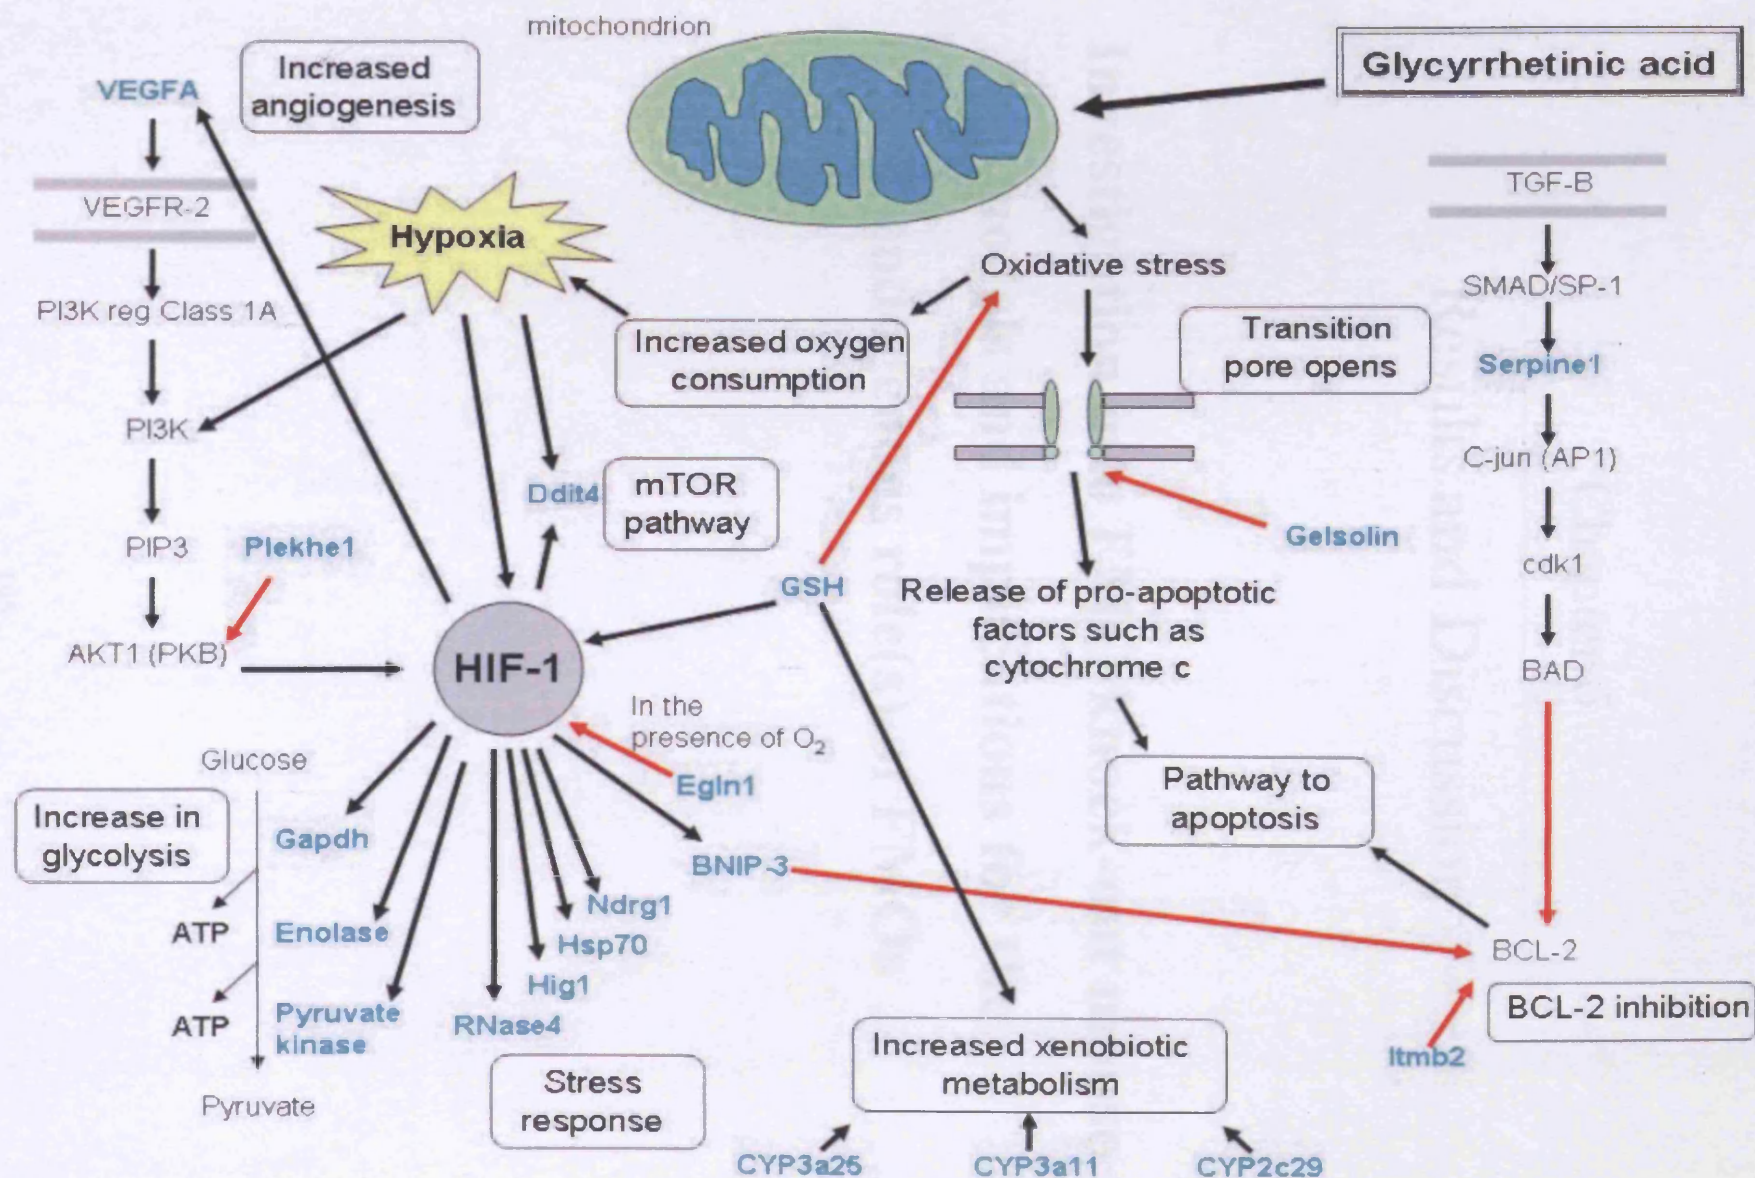 mitochondrion
Glycyrrhetinic acid
Increased
angiogenesis
VEGFA
VEGFR-2
PI3K reg Class 1A
PI3K
PIP3
Plekhe1
AKT1 (PKB)
Hypoxia
Oxidative stress
Increased oxygen
consumption
Transition
pore opens
TGF-B
SMAD/SP-1
Serpine1
C-jun (AP1)
cdk1
BAD
Ddit4
mTOR
pathway
Gelsolin
GSH
Release of pro-apoptotic
factors such as
cytochrome c
HIF-1
In the
presence of O₂
Egln1
BNIP-3
Pathway to
apoptosis
Glucose
Increase in
glycolysis
Gapdh
ATP
Enolase
ATP
Pyruvate
kinase
Pyruvate
Ndrg1
Hsp70
Hig1
RNase4
Stress
response
BCL-2
BCL-2 inhibition
Itmb2
Increased xenobiotic
metabolism
CYP3a25
CYP3a11
CYP2c29